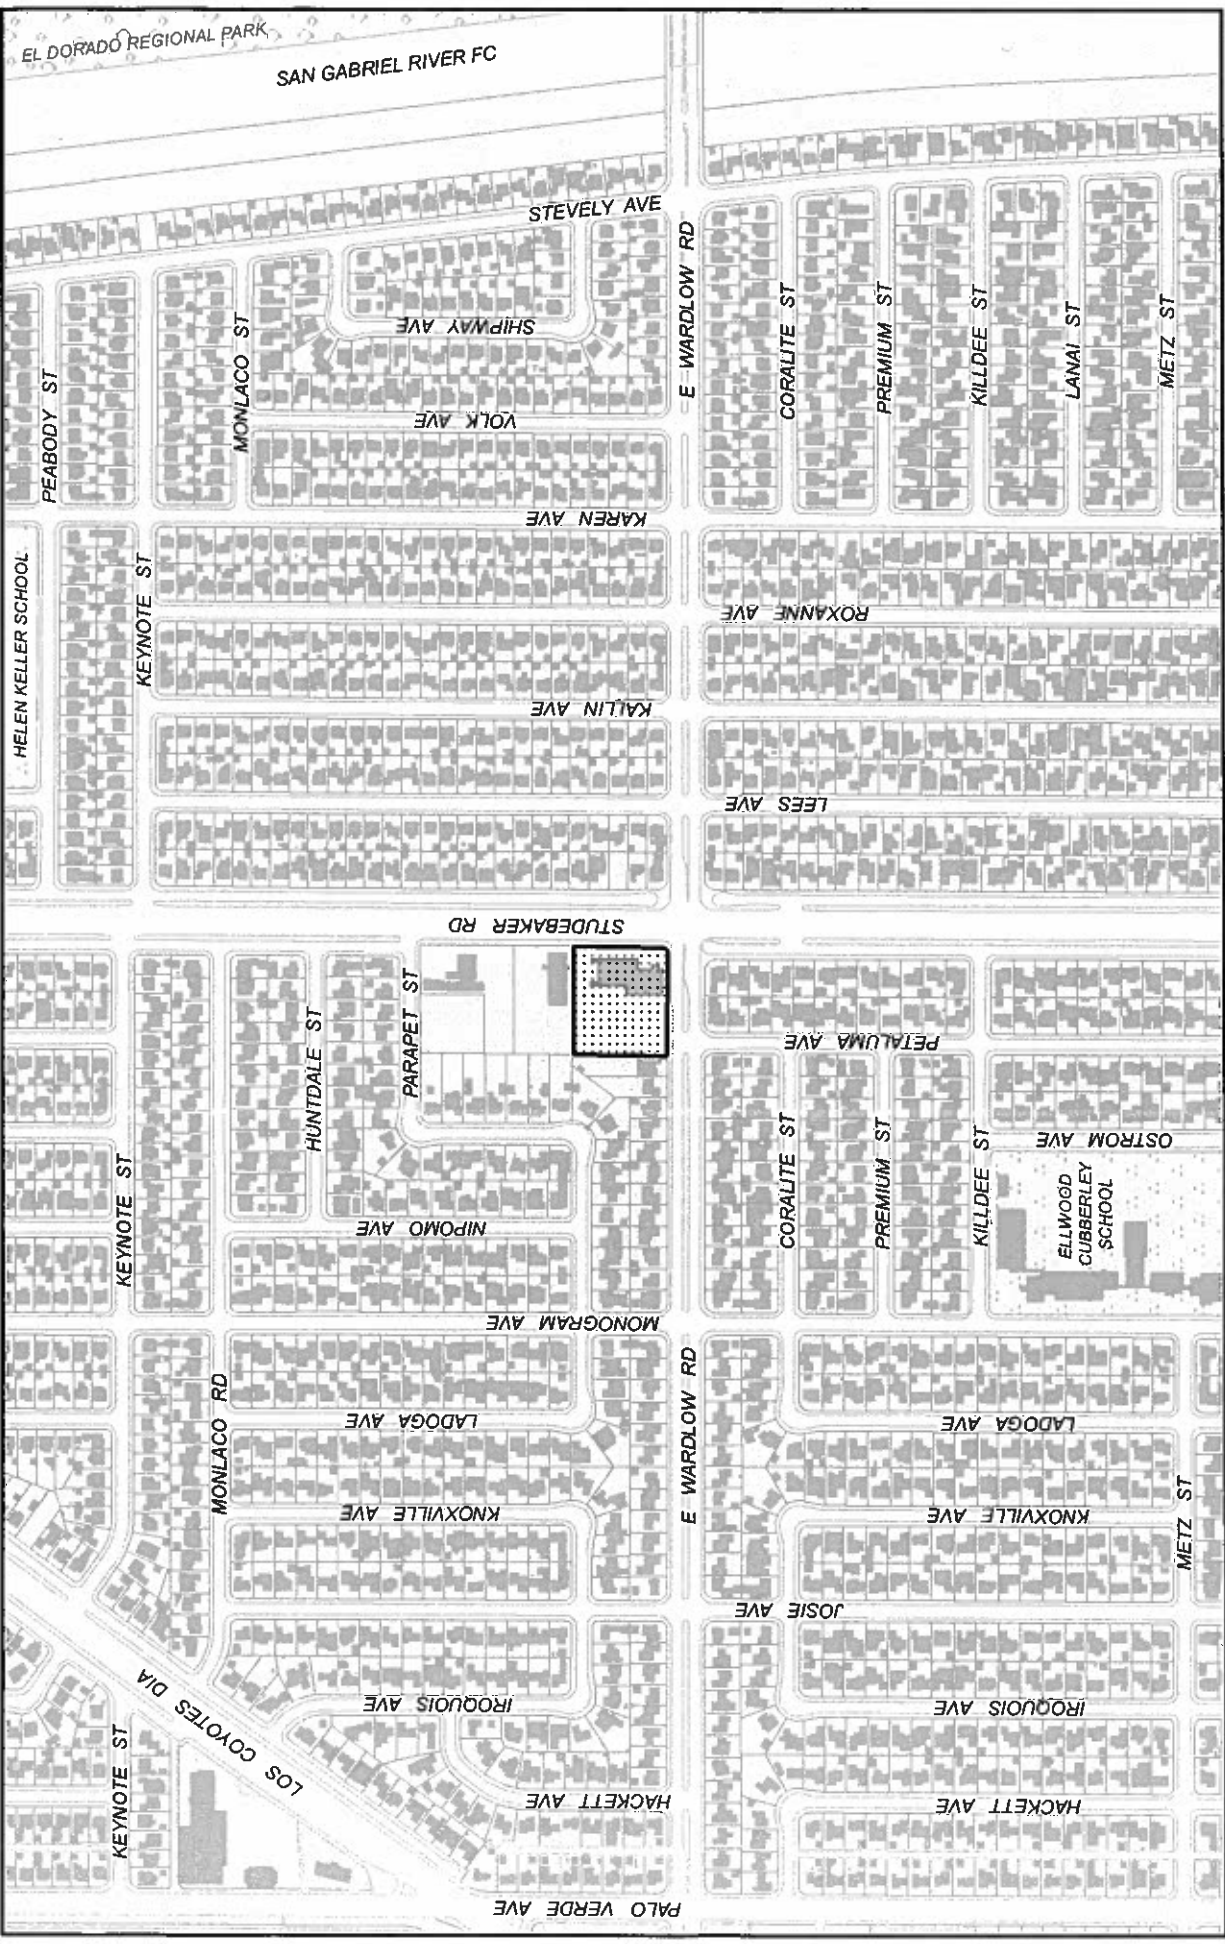 EL DORADO REGIONAL PARK
SAN GABRIEL RIVER FC
STEVELY AVE
E WARDLOW RD
SHIPWAY AVE
MONLACO ST
CORALITE ST
PREMIUM ST
KILLDEE ST
LANAI ST
METZ ST
PEABODY ST
VOLK AVE
KAREN AVE
HELEN KELLER SCHOOL
KEYNOTE ST
ROXANNE AVE
KALLIN AVE
LEES AVE
STUDEBAKER RD
PARAPET ST
HUNTDALE ST
PETALUMA AVE
OSTROM AVE
KEYNOTE ST
CORALITE ST
PREMIUM ST
KILLDEE ST
ELLWOOD
CUBBERLEY
SCHOOL
NIPOMO AVE
MONOGRAM AVE
MONLACO RD
E WARDLOW RD
LADOGA AVE
LADOGA AVE
KNOXVILLE AVE
KNOXVILLE AVE
METZ ST
JOSIE AVE
LOS COYOTES DIA
IROQUOIS AVE
IROQUOIS AVE
KEYNOTE ST
HACKETT AVE
HACKETT AVE
PALO VERDE AVE